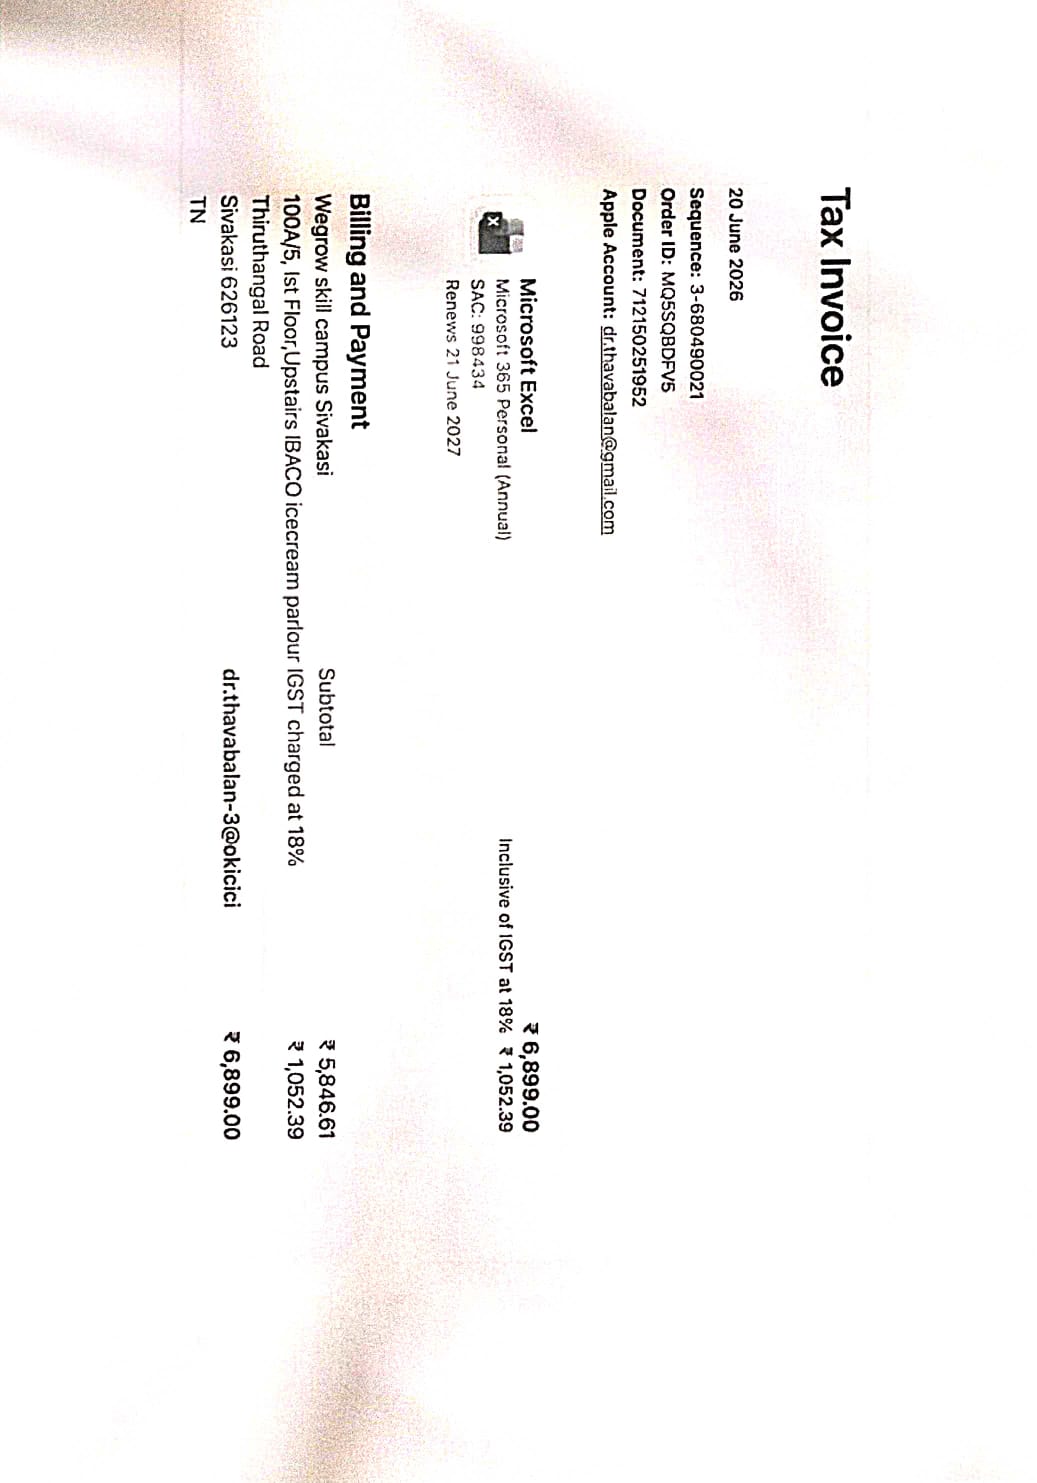 Tax Invoice
20 June 2026
Sequence: 3-680490021
Order ID: MQ5SQBDFV5
Document: 712150251952
Apple Account: dr.thavabalan@gmail.com
Microsoft Excel ₹ 6,899.00
Microsoft 365 Personal (Annual) Inclusive of IGST at 18% ₹ 1,052.39
SAC: 998434
Renews 21 June 2027
Billing and Payment
Wegrow skill campus Sivakasi Subtotal ₹ 5,846.61
100A/5, Ist Floor,Upstairs IBACO icecream parlour IGST charged at 18% ₹ 1,052.39
Thiruthangal Road
Sivakasi 626123 dr.thavabalan-3@okicici ₹ 6,899.00
TN